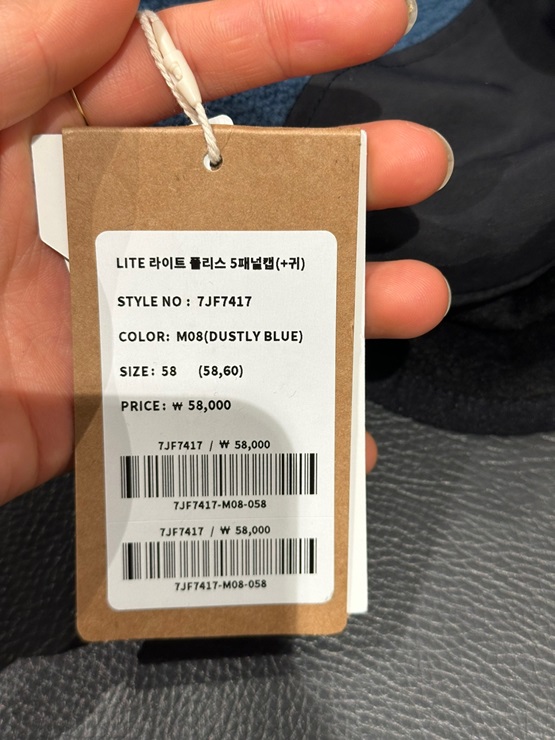 LITE 라이트 플리스 5패널캡(+귀)
STYLE NO : 7JF7417
COLOR: M08(DUSTLY BLUE)
SIZE: 58 (58,60)
PRICE: ₩ 58,000
7JF7417 / ₩ 58,000
7JF7417-M08-058
7JF7417 / ₩ 58,000
7JF7417-M08-058